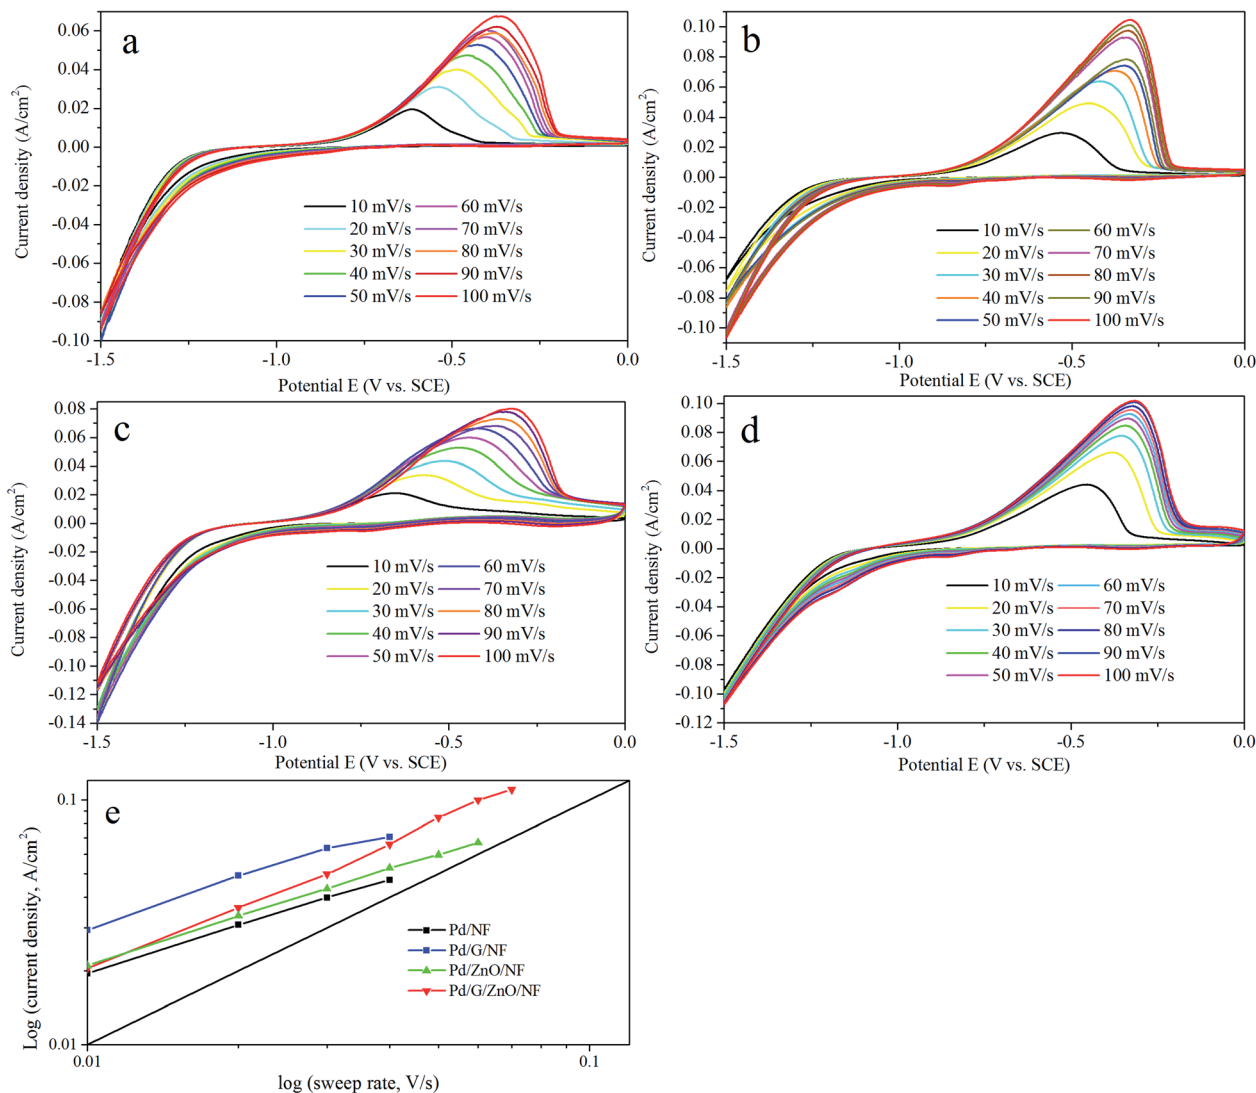 a
0.06
0.04
0.02
0.00
-0.02
-0.04
-0.06
-0.08
-0.10
Current density (A/cm²)
10 mV/s 60 mV/s
20 mV/s 70 mV/s
30 mV/s 80 mV/s
40 mV/s 90 mV/s
50 mV/s 100 mV/s
-1.5 -1.0 -0.5 0.0
Potential E (V vs. SCE)
b
0.10
0.08
0.06
0.04
0.02
0.00
-0.02
-0.04
-0.06
-0.08
-0.10
Current density (A/cm²)
10 mV/s 60 mV/s
20 mV/s 70 mV/s
30 mV/s 80 mV/s
40 mV/s 90 mV/s
50 mV/s 100 mV/s
-1.5 -1.0 -0.5 0.0
Potential E (V vs. SCE)
c
0.08
0.06
0.04
0.02
0.00
-0.02
-0.04
-0.06
-0.08
-0.10
-0.12
-0.14
Current density (A/cm²)
10 mV/s 60 mV/s
20 mV/s 70 mV/s
30 mV/s 80 mV/s
40 mV/s 90 mV/s
50 mV/s 100 mV/s
-1.5 -1.0 -0.5 0.0
Potential E (V vs. SCE)
d
0.10
0.08
0.06
0.04
0.02
0.00
-0.02
-0.04
-0.06
-0.08
-0.10
-0.12
Current density (A/cm²)
10 mV/s 60 mV/s
20 mV/s 70 mV/s
30 mV/s 80 mV/s
40 mV/s 90 mV/s
50 mV/s 100 mV/s
-1.5 -1.0 -0.5 0.0
Potential E (V vs. SCE)
e
0.1
0.01
Log (current density, A/cm²)
Pd/NF
Pd/G/NF
Pd/ZnO/NF
Pd/G/ZnO/NF
0.01 0.1
log (sweep rate, V/s)